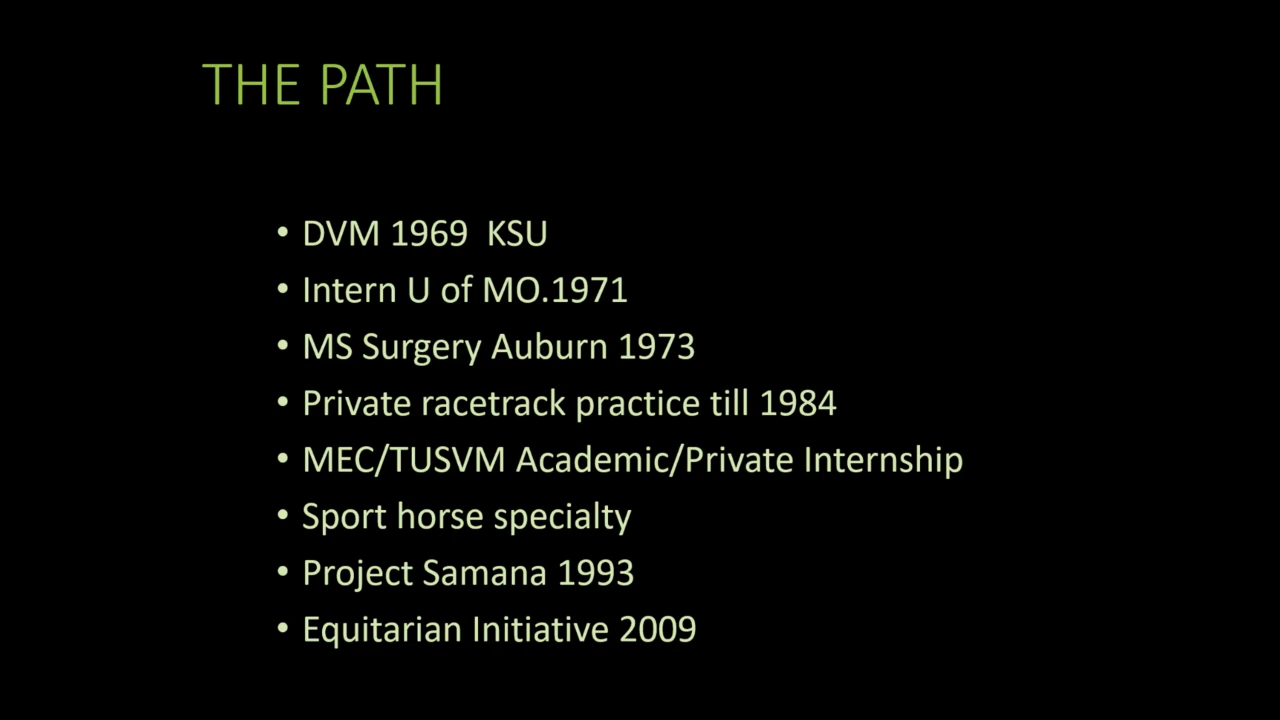 THE PATH
• DVM 1969  KSU
• Intern U of MO.1971
• MS Surgery Auburn 1973
• Private racetrack practice till 1984
• MEC/TUSVM Academic/Private Internship
• Sport horse specialty
• Project Samana 1993
• Equitarian Initiative 2009